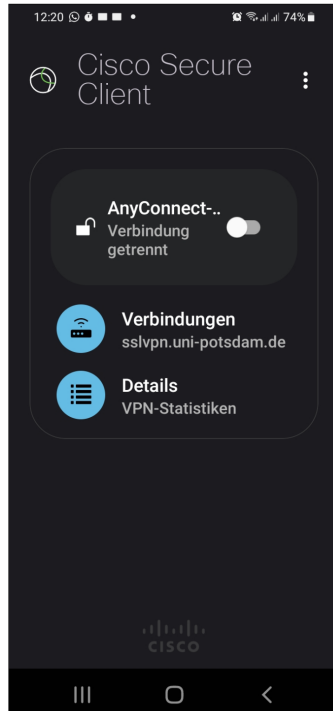 12:20 74%
Cisco Secure
Client
AnyConnect-..
Verbindung
getrennt
Verbindungen
sslvpn.uni-potsdam.de
Details
VPN-Statistiken
CISCO